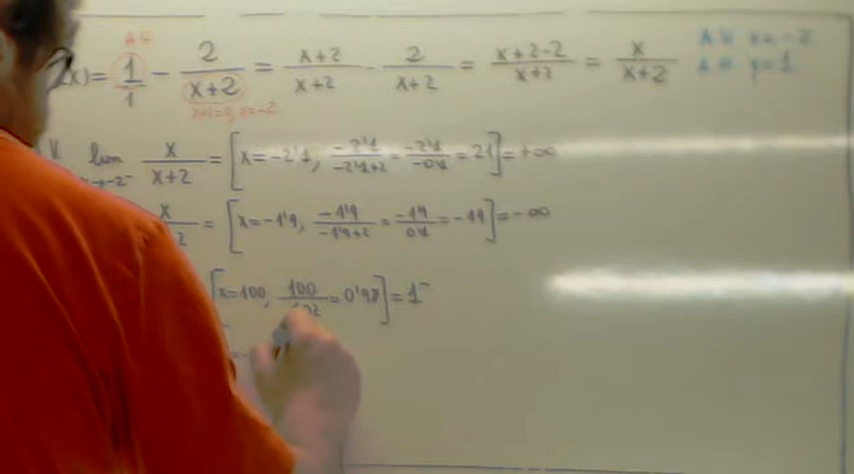 A H
(x) = 1/1 - 2/(x+2) = (x+2)/(x+2) - 2/(x+2) = (x+2-2)/(x+2) = x/(x+2)
x+2=0, x=-2
A V x=-2
A H y=1
lim x→-2⁻ x/(x+2) = [x=-2'1, -2'1/(-2'1+2) = -2'1/-0'1 = 21] = +∞
x/ 2 = [x=-1'9, -1'9/(-1'9+2) = -1'9/0'1 = -19] = -∞
[x=100, 100/102 = 0'98] = 1⁻